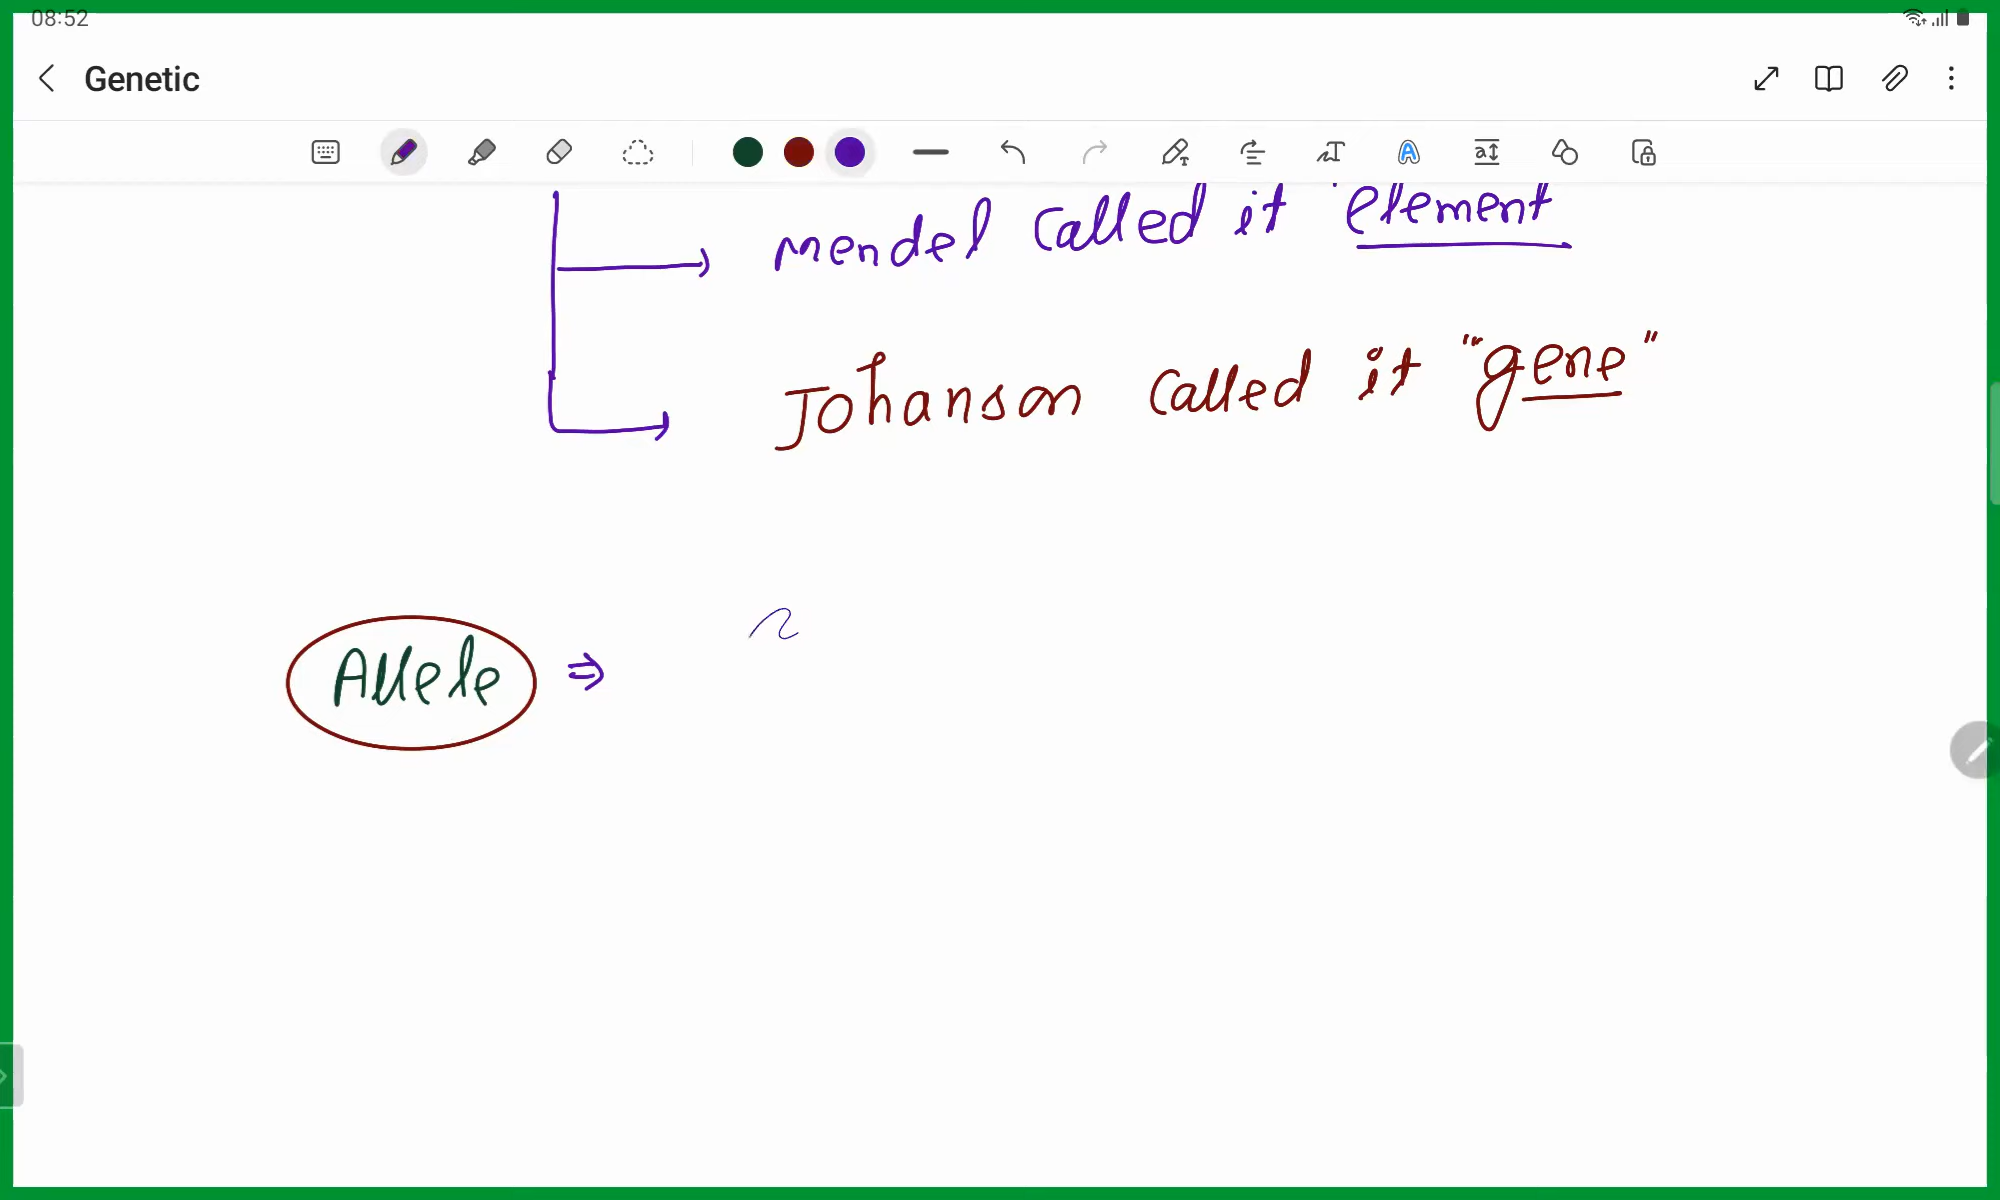 08:52
Genetic
mendel called it "element
Johanson called it "gene"
Allele ⇒